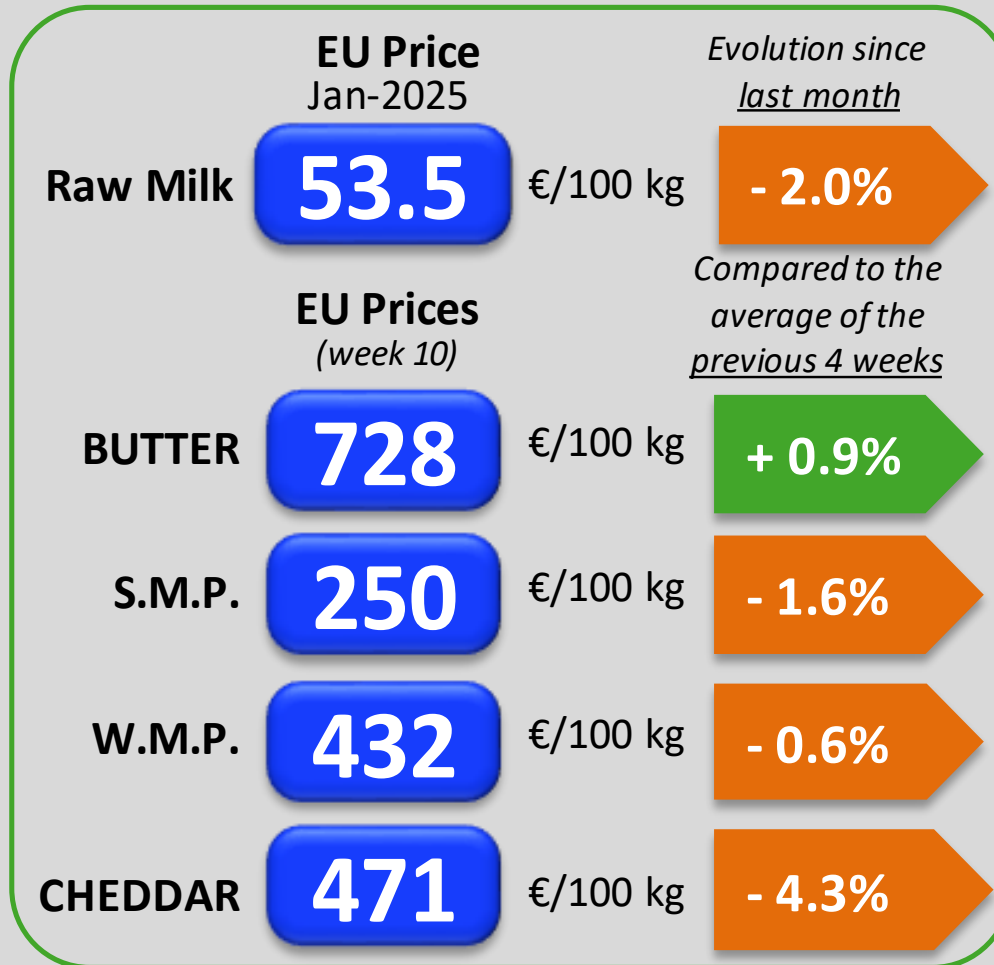 EU Price
Jan-2025
Evolution since
last month
Raw Milk 53.5 €/100 kg - 2.0%
EU Prices
(week 10)
Compared to the
average of the
previous 4 weeks
BUTTER 728 €/100 kg + 0.9%
S.M.P. 250 €/100 kg - 1.6%
W.M.P. 432 €/100 kg - 0.6%
CHEDDAR 471 €/100 kg - 4.3%